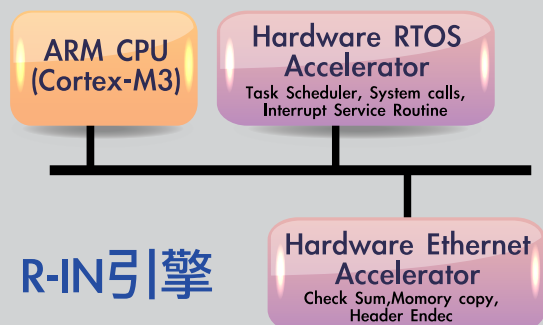 ARM CPU
(Cortex-M3)
Hardware RTOS
Accelerator
Task Scheduler, System calls,
Interrupt Service Routine
R-IN引擎
Hardware Ethernet
Accelerator
Check Sum,Momory copy,
Header Endec